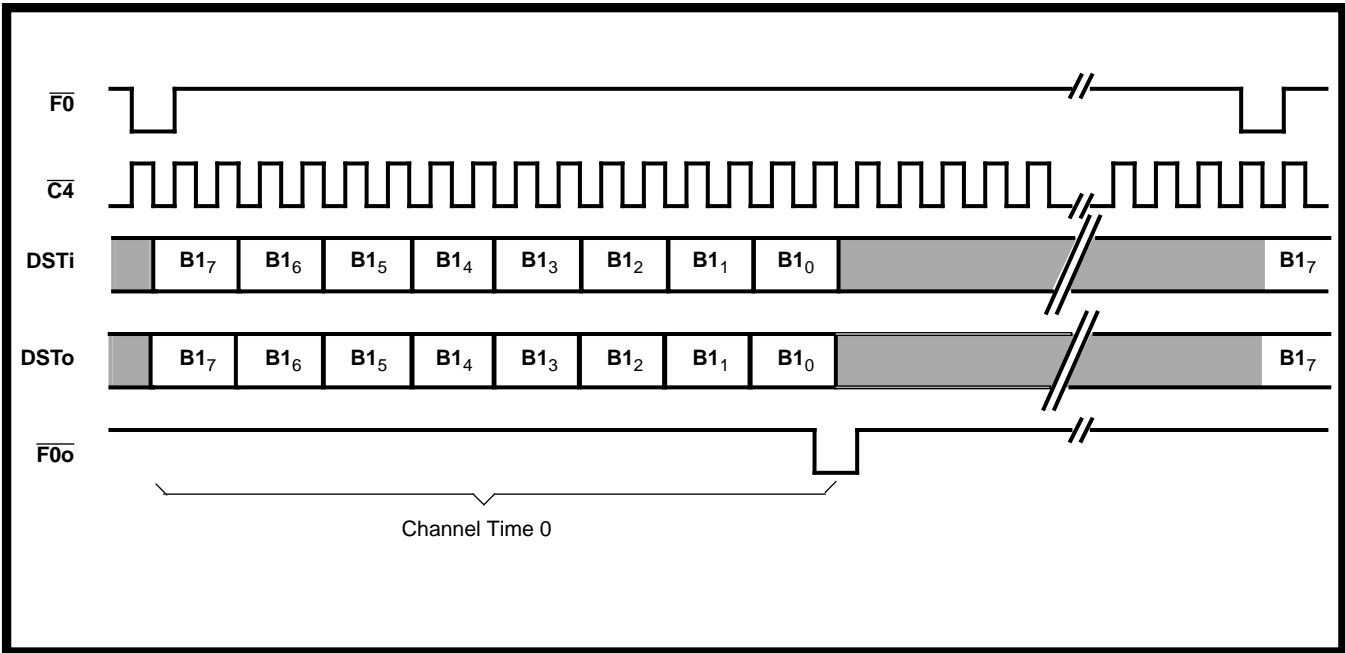 F0
C4
DSTi B17 B16 B15 B14 B13 B12 B11 B10 B17
DSTo B17 B16 B15 B14 B13 B12 B11 B10 B17
F0o
Channel Time 0